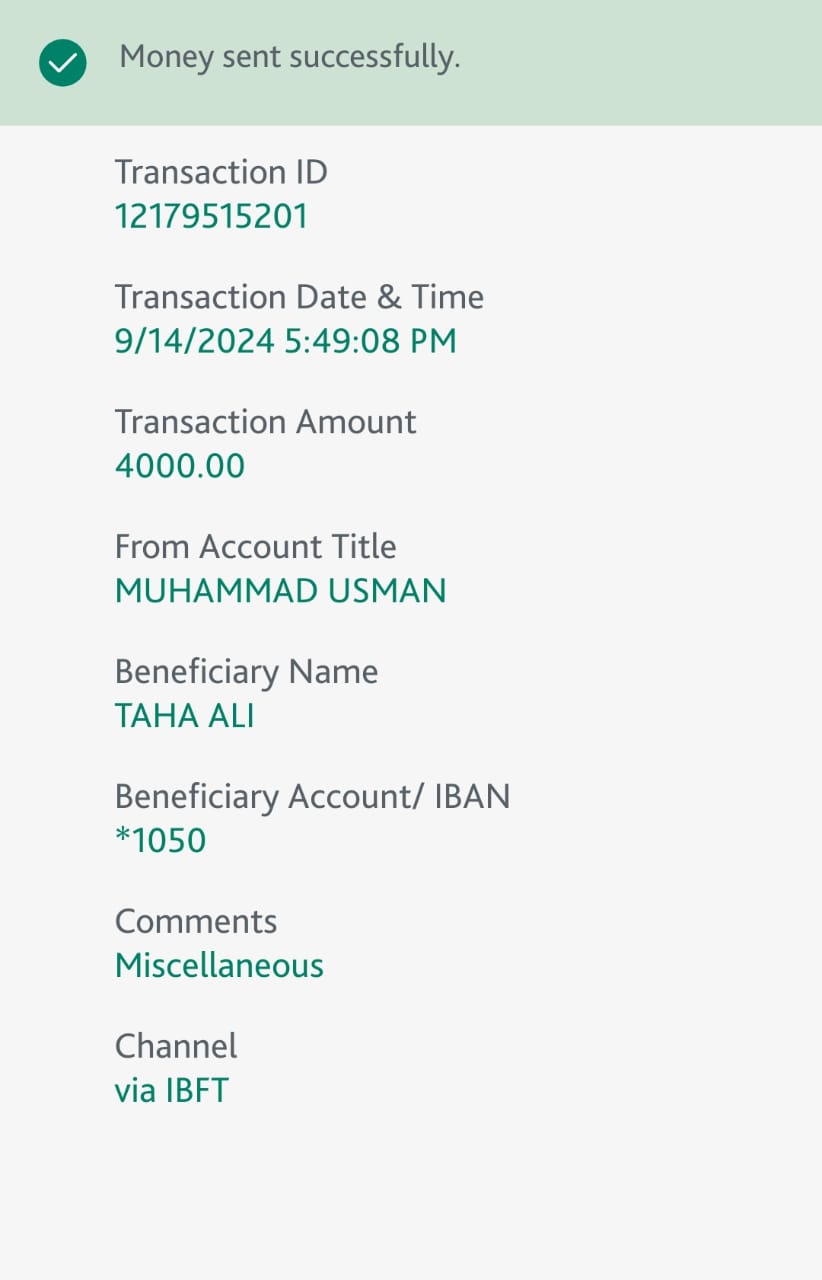 Money sent successfully.
Transaction ID
12179515201
Transaction Date & Time
9/14/2024 5:49:08 PM
Transaction Amount
4000.00
From Account Title
MUHAMMAD USMAN
Beneficiary Name
TAHA ALI
Beneficiary Account/ IBAN
*1050
Comments
Miscellaneous
Channel
via IBFT